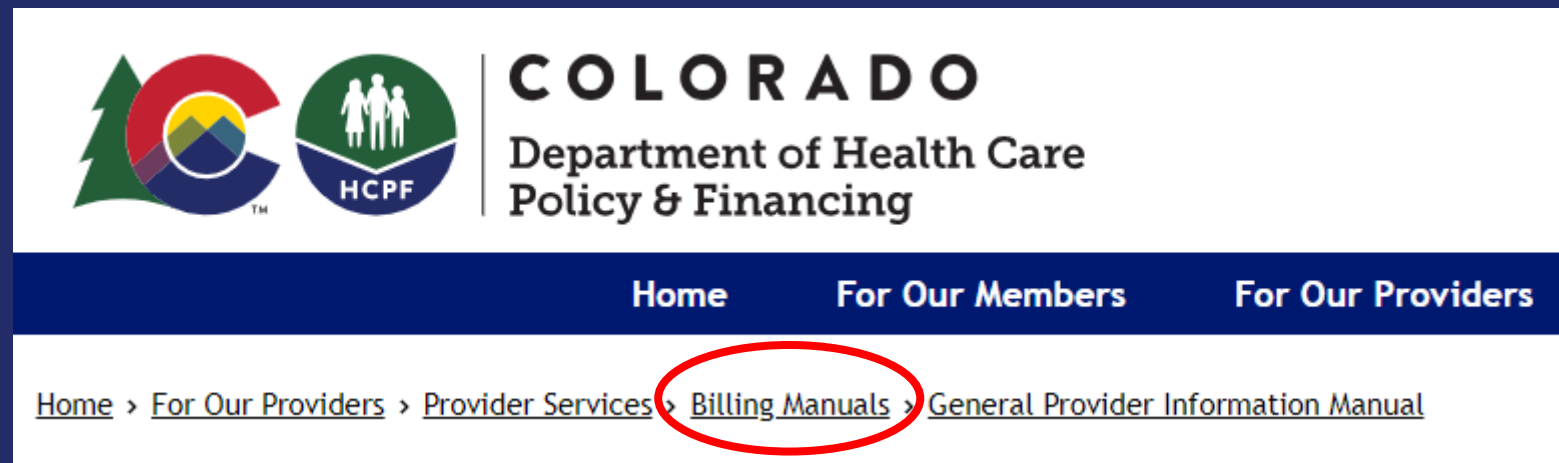 COLORADO
Department of Health Care
Policy & Financing
HCPF
TM
Home For Our Members For Our Providers
Home › For Our Providers › Provider Services › Billing Manuals › General Provider Information Manual